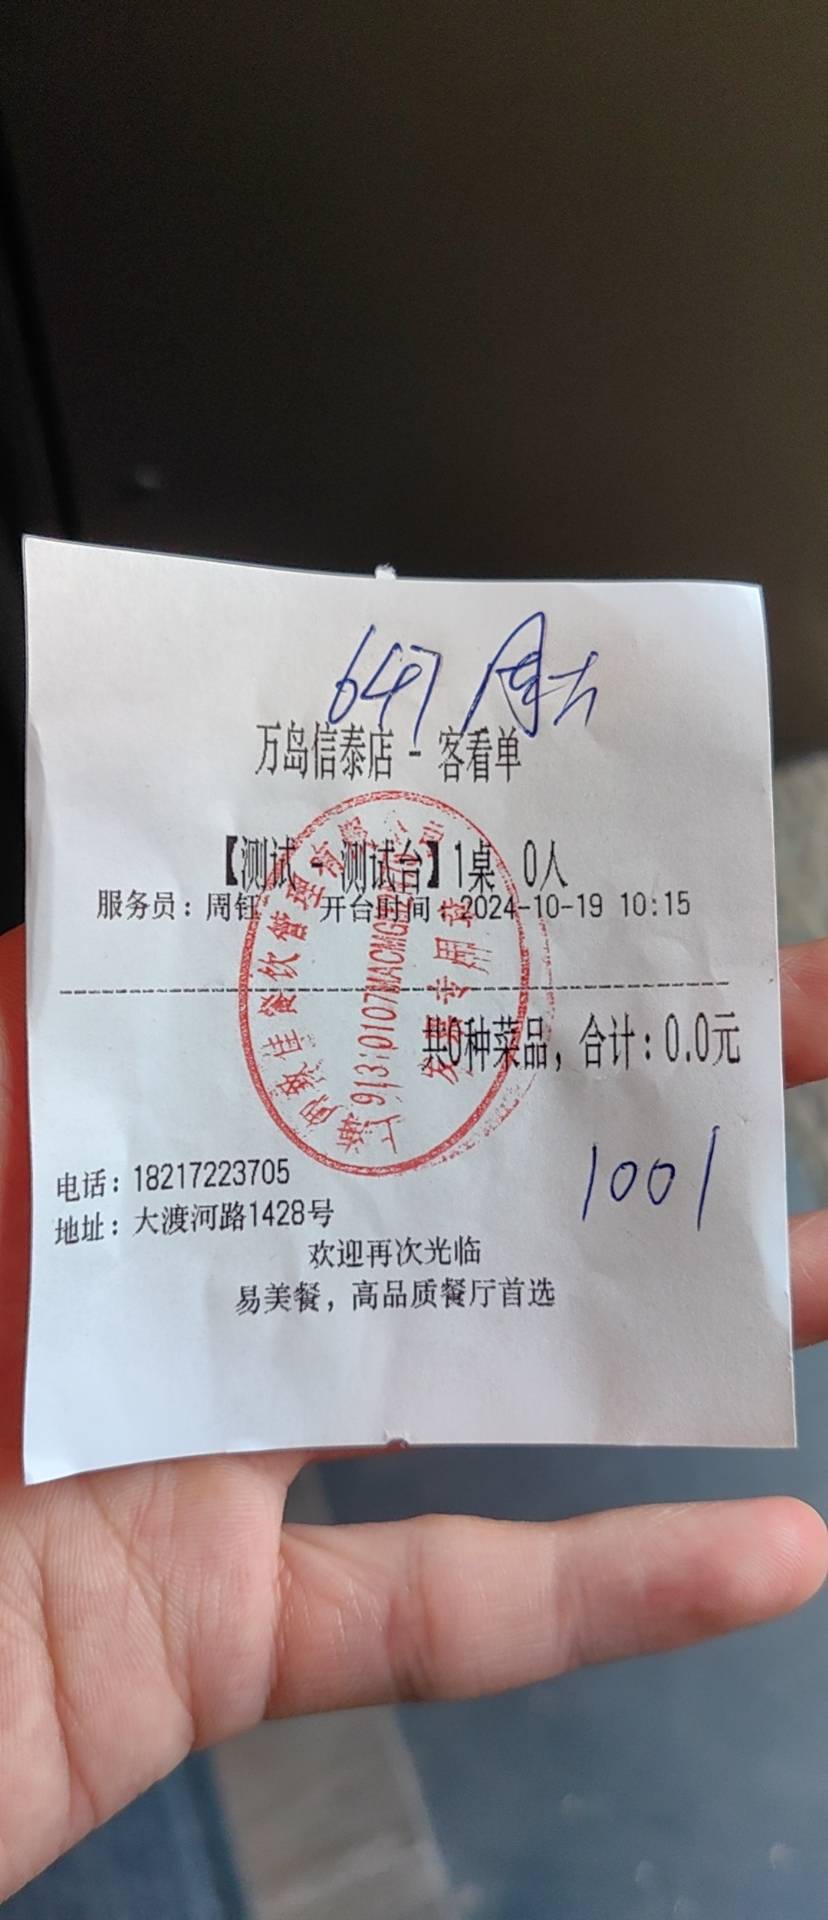 647
万岛信泰店 - 客看单
【测试 - 测试台】1桌 0人
服务员：周钰 开台时间：2024-10-19 10:15
共0种菜品，合计：0.0元
1001
电话：18217223705
地址：大渡河路1428号
欢迎再次光临
易美餐，高品质餐厅首选